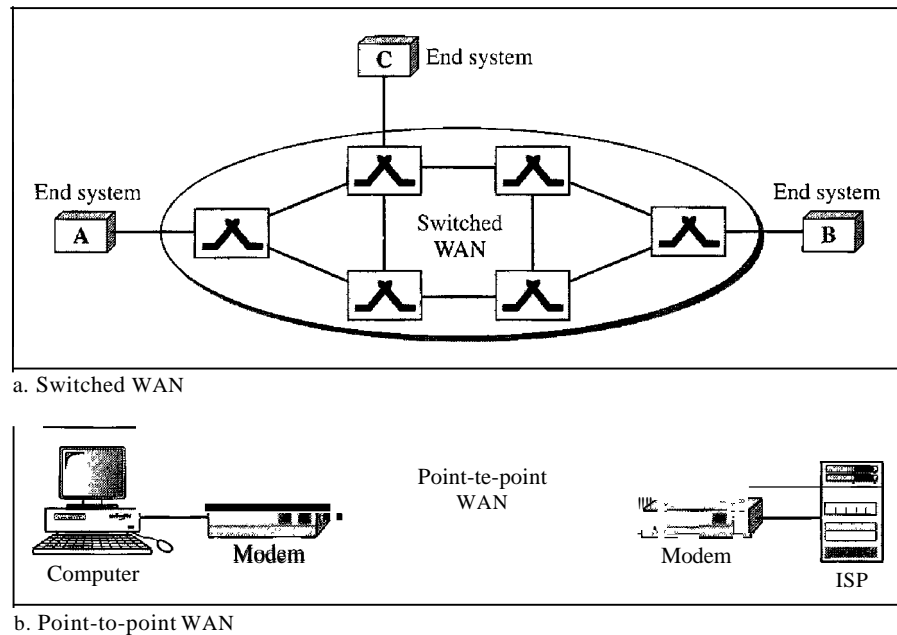 C End system
End system
A
Switched
WAN
End system
B
a. Switched WAN
Point-te-point
WAN
Computer
Modem
Modem
ISP
b. Point-to-point WAN